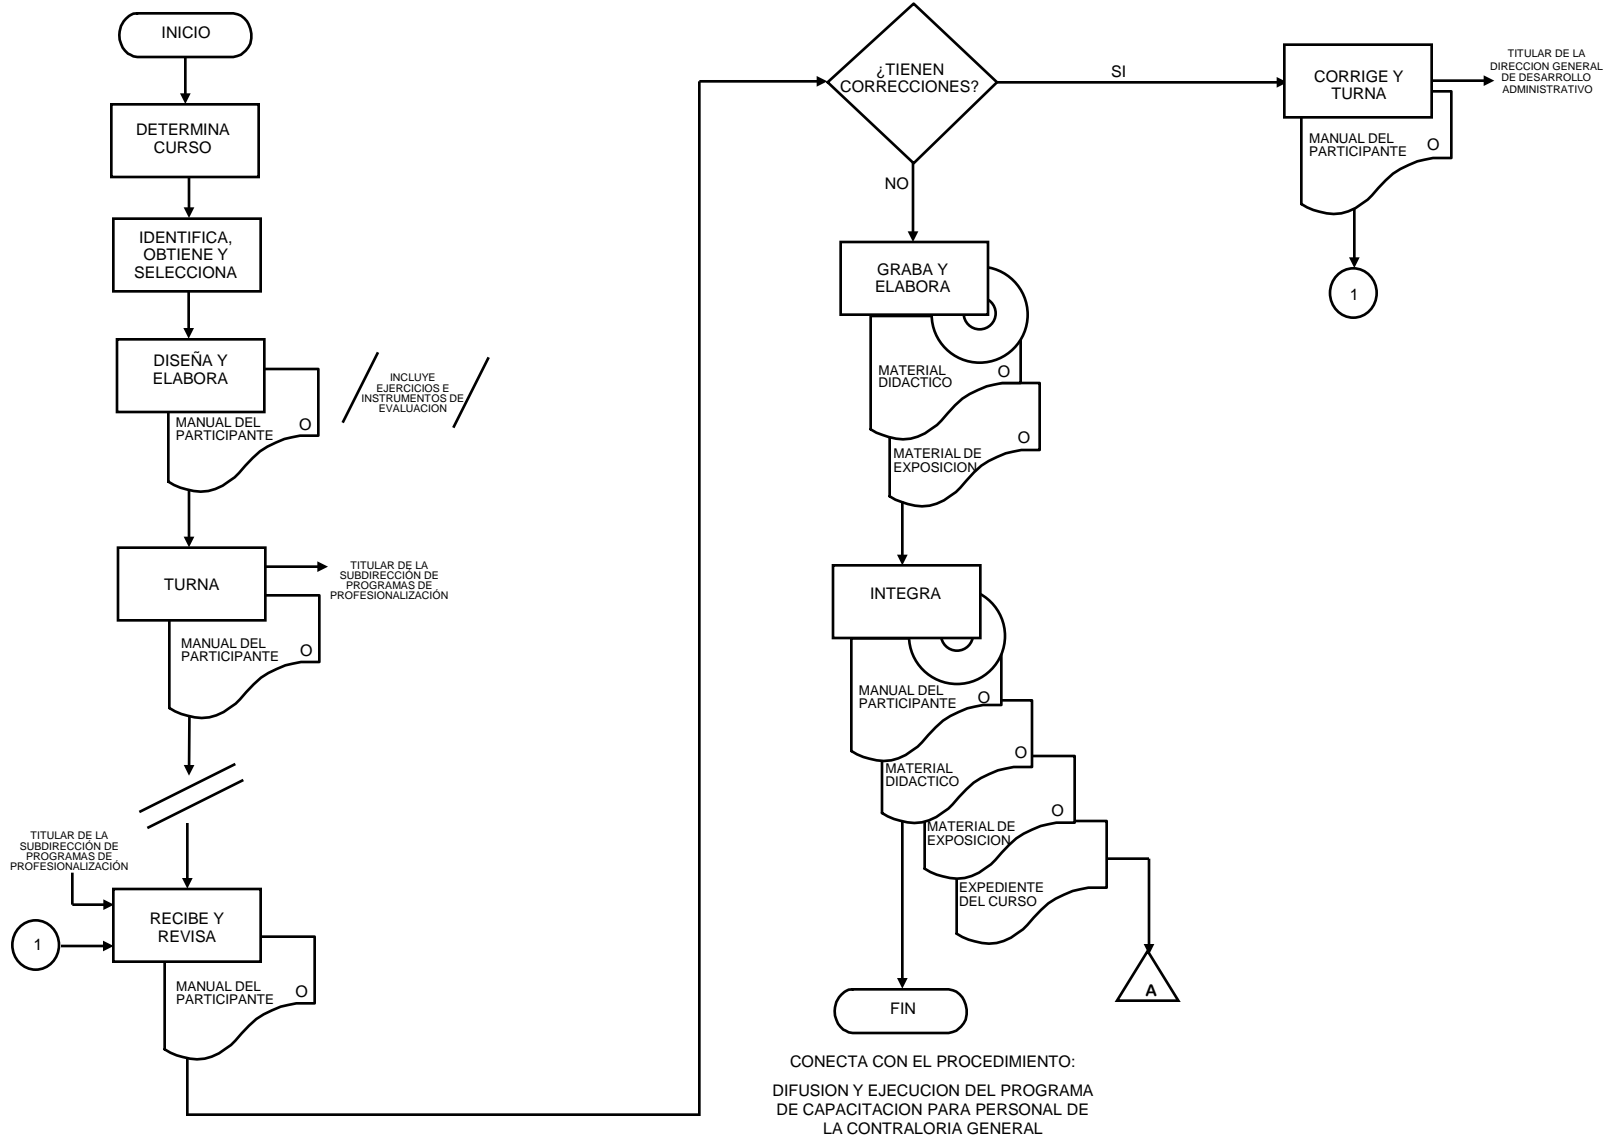 INICIO
DETERMINA
CURSO
IDENTIFICA,
OBTIENE Y
SELECCIONA
DISEÑA Y
ELABORA
MANUAL DEL
PARTICIPANTE
O
INCLUYE
EJERCICIOS E
INSTRUMENTOS DE
EVALUACION
TURNA
TITULAR DE LA
SUBDIRECCIÓN DE
PROGRAMAS DE
PROFESIONALIZACIÓN
MANUAL DEL
PARTICIPANTE
O
TITULAR DE LA
SUBDIRECCIÓN DE
PROGRAMAS DE
PROFESIONALIZACIÓN
RECIBE Y
REVISA
1
MANUAL DEL
PARTICIPANTE
O
¿TIENEN
CORRECCIONES?
SI
NO
CORRIGE Y
TURNA
TITULAR DE LA
DIRECCION GENERAL
DE DESARROLLO
ADMINISTRATIVO
MANUAL DEL
PARTICIPANTE
O
1
GRABA Y
ELABORA
MATERIAL
DIDACTICO
O
MATERIAL DE
EXPOSICION
O
INTEGRA
MANUAL DEL
PARTICIPANTE
O
MATERIAL
DIDACTICO
O
MATERIAL DE
EXPOSICION
O
EXPEDIENTE
DEL CURSO
A
FIN
CONECTA CON EL PROCEDIMIENTO:
DIFUSION Y EJECUCION DEL PROGRAMA
DE CAPACITACION PARA PERSONAL DE
LA CONTRALORIA GENERAL